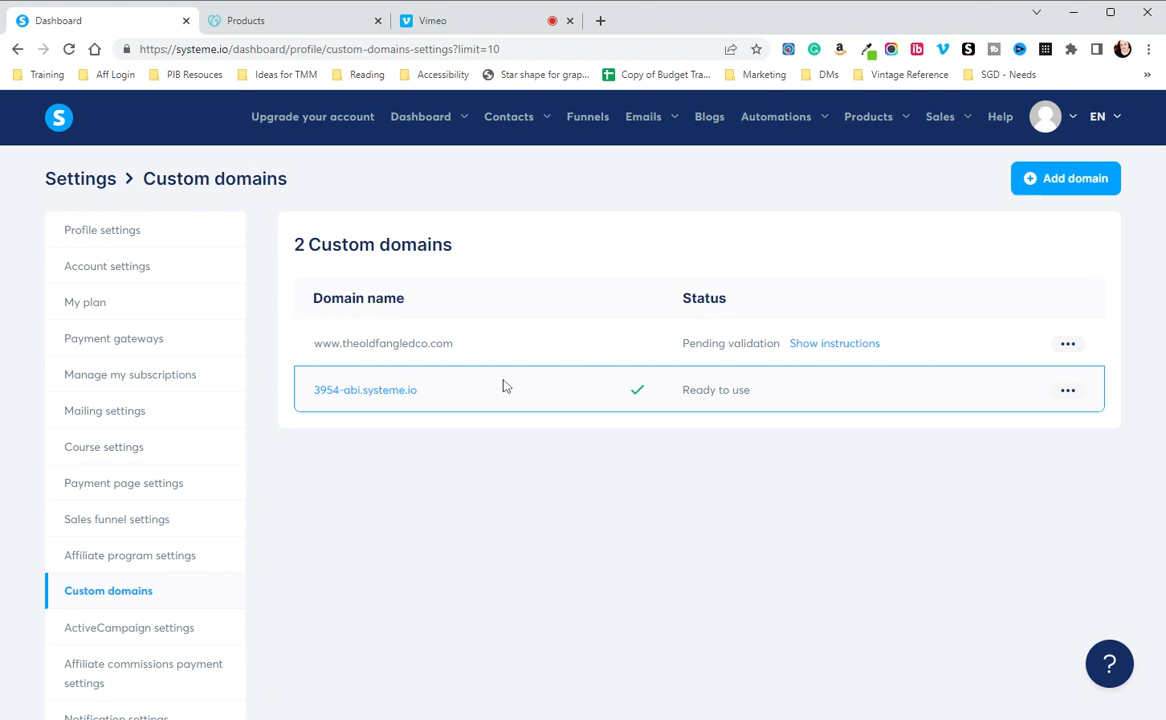 Dashboard
Products
Vimeo
https://systeme.io/dashboard/profile/custom-domains-settings?limit=10
Training
Aff Login
PIB Resouces
Ideas for TMM
Reading
Accessibility
Star shape for grap...
Copy of Budget Tra...
Marketing
DMs
Vintage Reference
SGD - Needs
»
S
Upgrade your account
Dashboard
Contacts
Funnels
Emails
Blogs
Automations
Products
Sales
Help
EN
Settings > Custom domains
Add domain
Profile settings
Account settings
My plan
Payment gateways
Manage my subscriptions
Mailing settings
Course settings
Payment page settings
Sales funnel settings
Affiliate program settings
Custom domains
ActiveCampaign settings
Affiliate commissions payment
settings
Notification settings
2 Custom domains
Domain name
Status
www.theoldfangledco.com
Pending validation
Show instructions
3954-abi.systeme.io
Ready to use
?